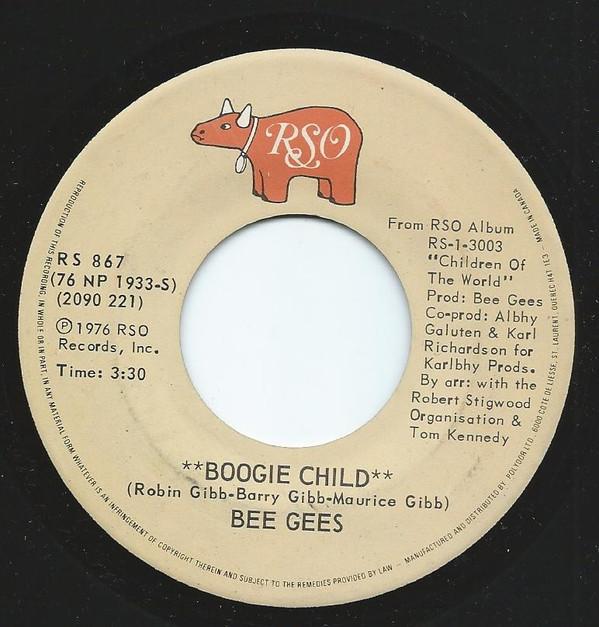 RSO
From RSO Album
RS-1-3003
"Children Of
The World"
Prod: Bee Gees
Co-prod: Albhy
Galuten & Karl
Richardson for
Karlbhy Prods.
By arr: with the
Robert Stigwood
Organisation &
Tom Kennedy
RS 867
(76 NP 1933-S)
(2090 221)
Ⓟ 1976 RSO
Records, Inc.
Time: 3:30
**BOOGIE CHILD**
(Robin Gibb-Barry Gibb-Maurice Gibb)
BEE GEES
REPRODUCTION OF THIS RECORDING, IN WHOLE OR IN PART, IN ANY MATERIAL FORM WHATEVER IS AN INFRINGEMENT OF COPYRIGHT THEREIN AND SUBJECT TO THE REMEDIES PROVIDED BY LAW — MANUFACTURED AND DISTRIBUTED BY POLYDOR LTD. 6000 COTE DE LIESSE, ST. LAURENT, QUEBEC H4T 1E3 — MADE IN CANADA